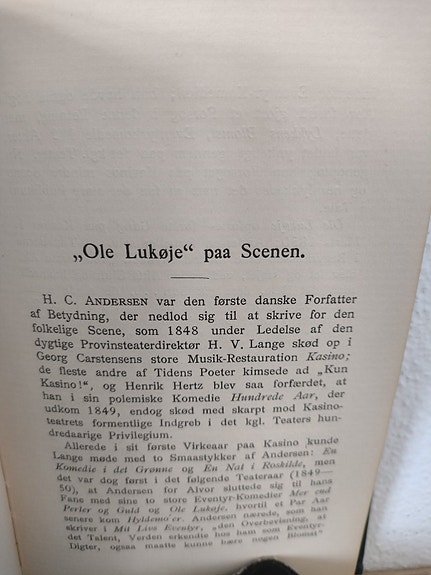 „Ole Lukøje“ paa Scenen.
H. C. ANDERSEN var den første danske Forfatter
af Betydning, der nedlod sig til at skrive for den
folkelige Scene, som 1848 under Ledelse af den
dygtige Provinsteaterdirektør H. V. Lange skød op i
Georg Carstensens store Musik-Restauration Kasino;
de fleste andre af Tidens Poeter kimsede ad „Kun
Kasino!“, og Henrik Hertz blev saa forfærdet, at
han i sin polemiske Komedie Hundrede Aar, der
udkom 1849, endog skød med skarpt mod Kasino-
teatrets formentlige Indgreb i det kgl. Teaters hun-
dredaarige Privilegium.
Allerede i sit første Virkeaar paa Kasino kunde
Lange møde med to Smaastykker af Andersen: En
Komedie i det Grønne og En Nat i Roskilde, men
det var dog først i det følgende Teateraar (1849—
50), at Andersen for Alvor sluttede sig til hans
Fane med sine to store Eventyr-Komedier Mer end
Perler og Guld og Ole Lukøje, hvortil et Par Aar
senere kom Hyldemo'er. Andersen nærede, som han
skriver i Mit Livs Eventyr, „den Overbevisning, at
det Talent, Verden erkendte hos ham som Eventyr-
Digter, ogsaa maatte kunne bære nogen Blomst“